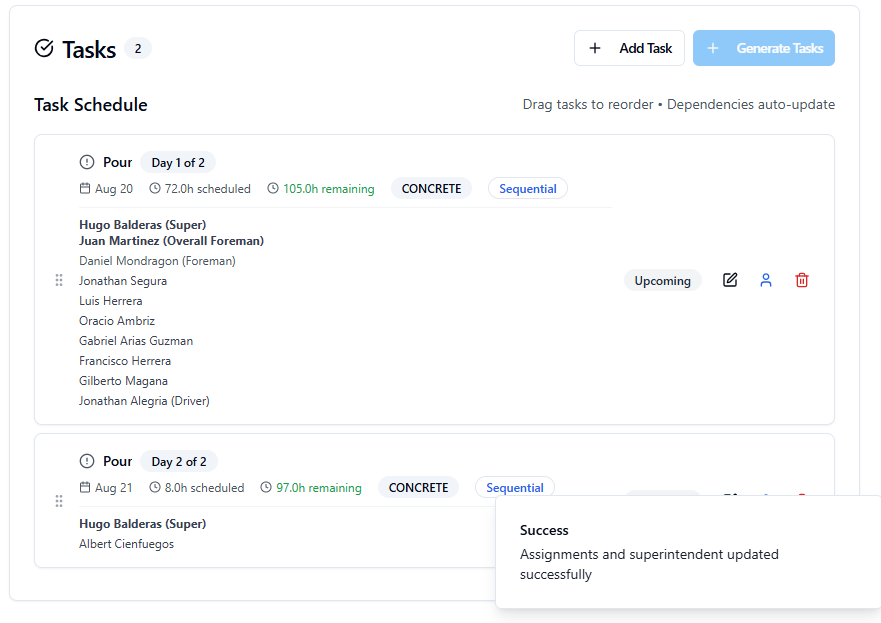 Tasks 2
Add Task
Generate Tasks
Task Schedule
Drag tasks to reorder • Dependencies auto-update
Pour Day 1 of 2
Aug 20 72.0h scheduled 105.0h remaining CONCRETE Sequential
Hugo Balderas (Super)
Juan Martinez (Overall Foreman)
Daniel Mondragon (Foreman)
Jonathan Segura
Luis Herrera
Oracio Ambriz
Gabriel Arias Guzman
Francisco Herrera
Gilberto Magana
Jonathan Alegria (Driver)
Upcoming
Pour Day 2 of 2
Aug 21 8.0h scheduled 97.0h remaining CONCRETE Sequential
Hugo Balderas (Super)
Albert Cienfuegos
Success
Assignments and superintendent updated
successfully